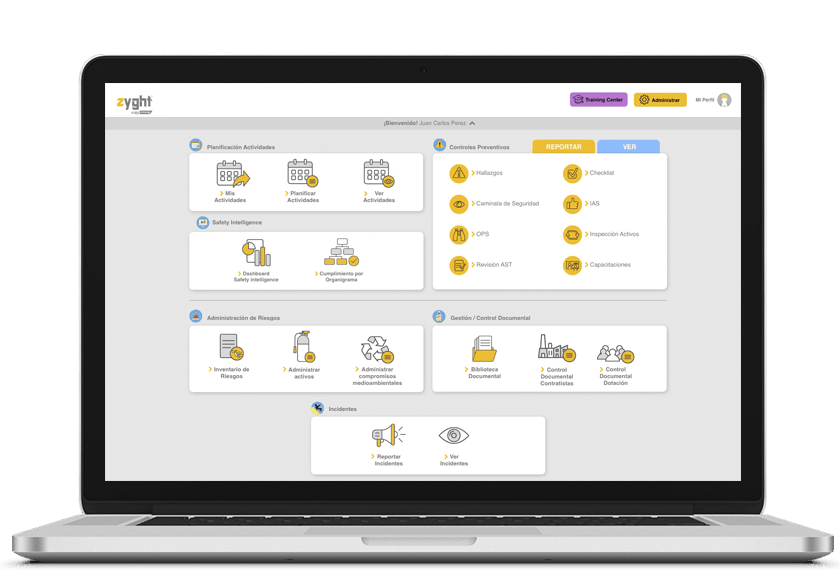 zyght
Training Center
Administrar
Mi Perfil
¡Bienvenido! Juan Carlos Perez
Planificación Actividades
Mis
Actividades
Planificar
Actividades
Ver
Actividades
Controles Preventivos
REPORTAR
VER
Hallazgos
Checklist
Caminata de Seguridad
IAS
OPS
Inspección Activos
Revisión AST
Capacitaciones
Safety Intelligence
Dashboard
Safety intelligence
Cumplimiento por
Organigrama
Administración de Riesgos
Inventario de
Riesgos
Administrar
activos
Administrar
compromisos
medioambientales
Gestión / Control Documental
Biblioteca
Documental
Control
Documental
Contratistas
Control
Documental
Dotación
Incidentes
Reportar
Incidentes
Ver
Incidentes